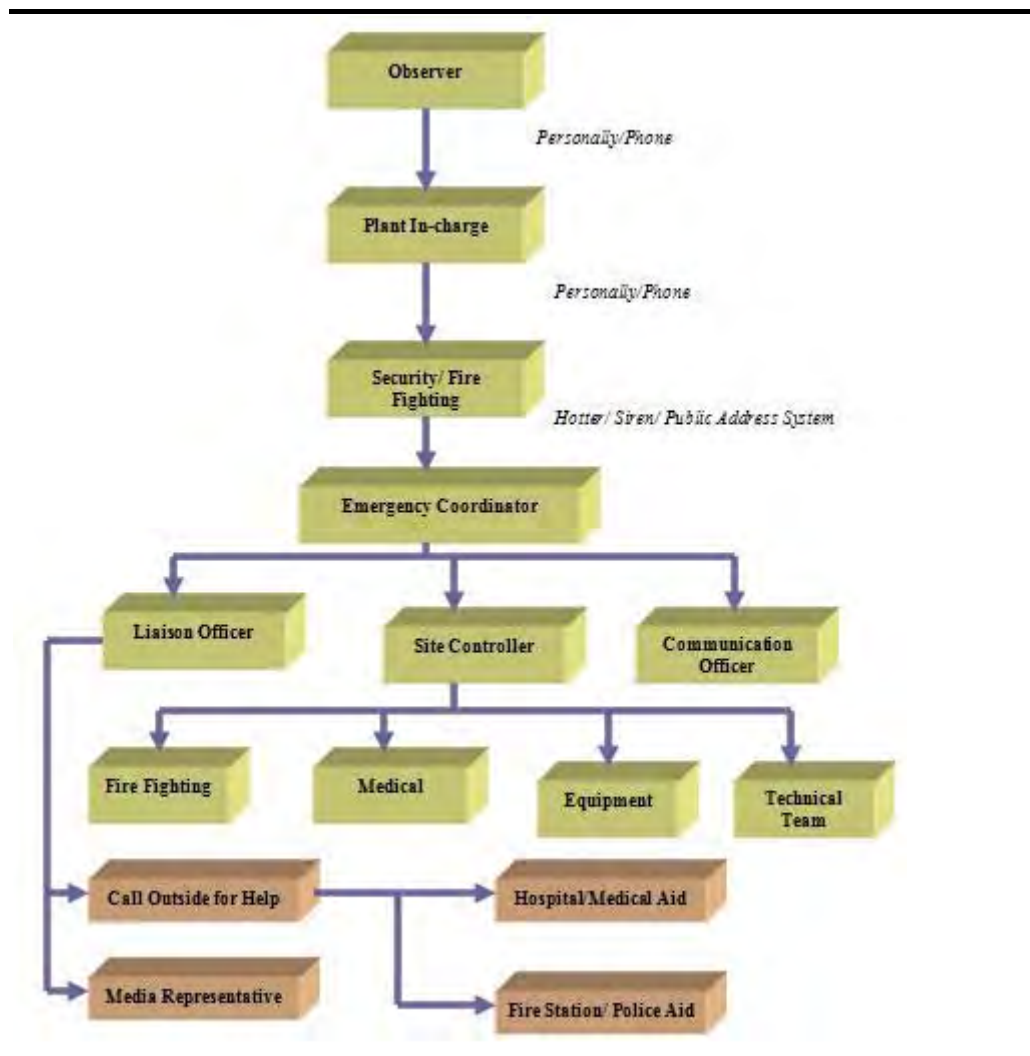 Observer
Personally/Phone
Plant In-charge
Personally/Phone
Security/ Fire
Fighting
Hotter/ Siren/ Public Address System
Emergency Coordinator
Liaison Officer
Site Controller
Communication
Officer
Fire Fighting
Medical
Equipment
Technical
Team
Call Outside for Help
Hospital/Medical Aid
Media Representative
Fire Station/ Police Aid